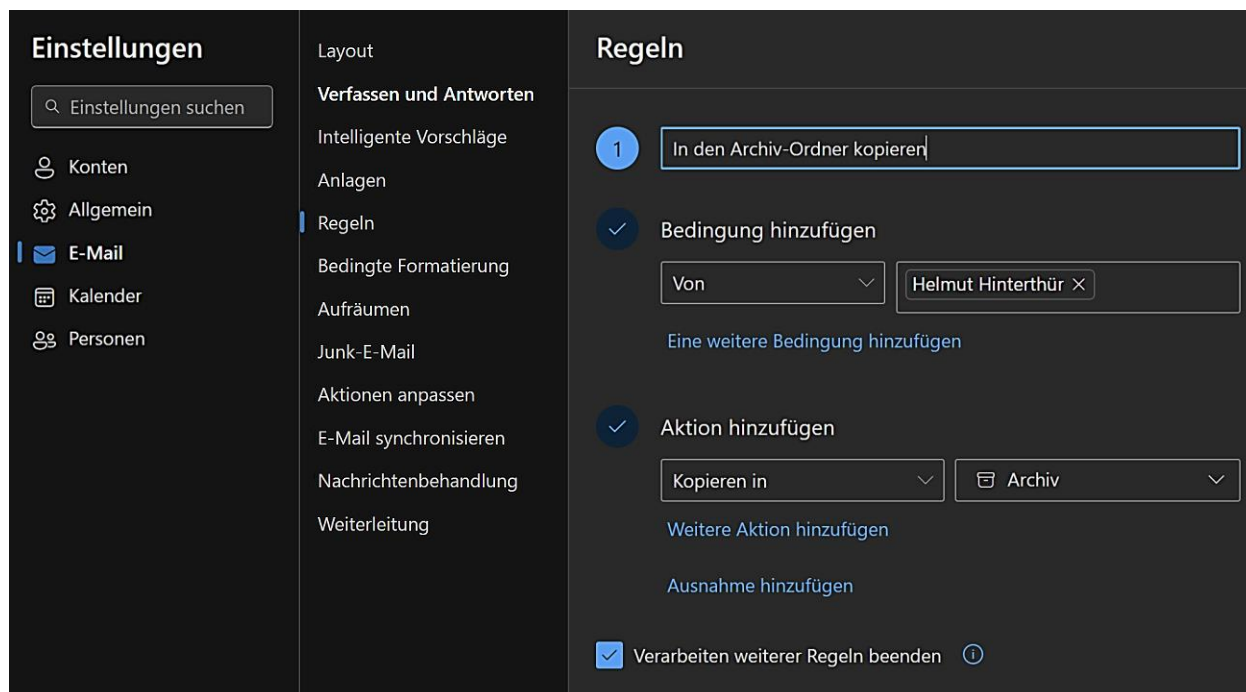 Einstellungen
Einstellungen suchen
Konten
Allgemein
E-Mail
Kalender
Personen
Layout
Verfassen und Antworten
Intelligente Vorschläge
Anlagen
Regeln
Bedingte Formatierung
Aufräumen
Junk-E-Mail
Aktionen anpassen
E-Mail synchronisieren
Nachrichtenbehandlung
Weiterleitung
Regeln
1
In den Archiv-Ordner kopieren
Bedingung hinzufügen
Von
Helmut Hinterthür
Eine weitere Bedingung hinzufügen
Aktion hinzufügen
Kopieren in
Archiv
Weitere Aktion hinzufügen
Ausnahme hinzufügen
Verarbeiten weiterer Regeln beenden